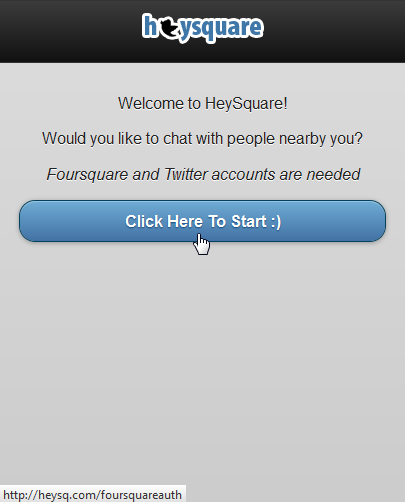 heysquare
Welcome to HeySquare!
Would you like to chat with people nearby you?
Foursquare and Twitter accounts are needed
Click Here To Start :)
http://heysq.com/foursquareauth